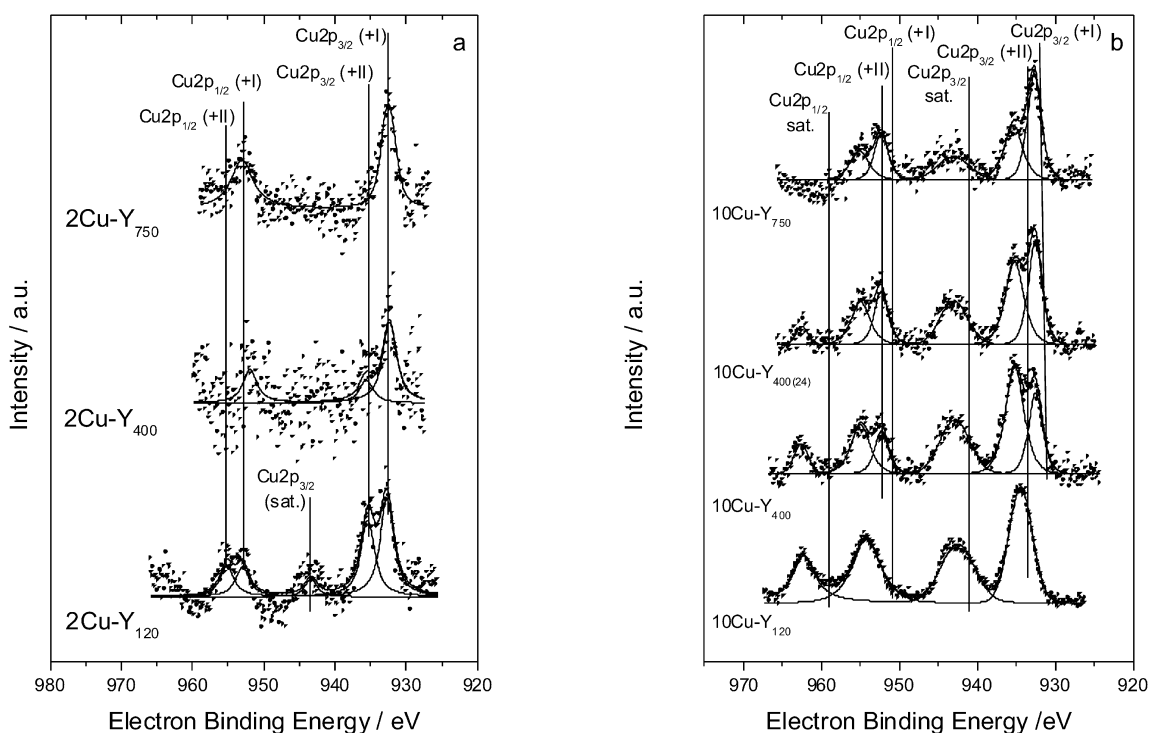 a
Cu2p3/2 (+I)
Cu2p3/2 (+II)
Cu2p1/2 (+I)
Cu2p1/2 (+II)
2Cu-Y750
2Cu-Y400
Cu2p3/2
(sat.)
2Cu-Y120
Intensity / a.u.
980 970 960 950 940 930 920
Electron Binding Energy / eV
b
Cu2p3/2 (+I)
Cu2p1/2 (+I)
Cu2p3/2 (+II)
Cu2p1/2 (+II)
Cu2p3/2
sat.
Cu2p1/2
sat.
10Cu-Y750
10Cu-Y400(24)
10Cu-Y400
10Cu-Y120
Intensity / a.u.
970 960 950 940 930 920
Electron Binding Energy /eV